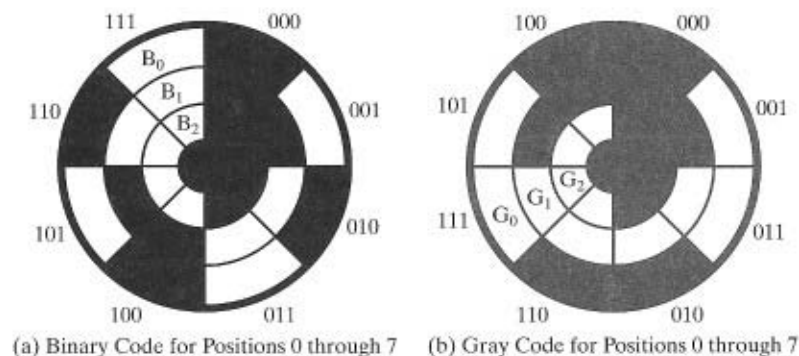 111 000
B0
B1
B2
110 001
101 010
100 011
(a) Binary Code for Positions 0 through 7
100 000
101 001
G2
G1
G0
111 011
110 010
(b) Gray Code for Positions 0 through 7